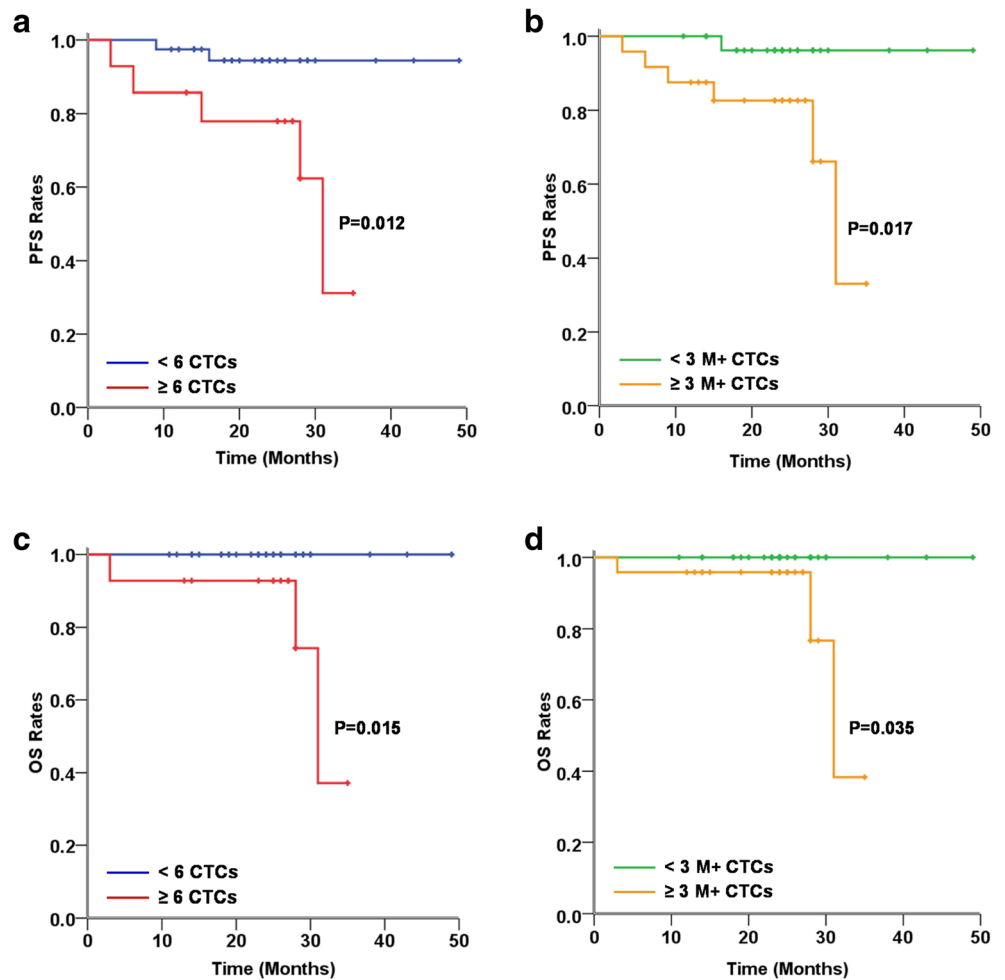 a
1.0
0.8
0.6
0.4
0.2
0.0
PFS Rates
P=0.012
< 6 CTCs
≥ 6 CTCs
0 10 20 30 40 50
Time (Months)
b
1.0
0.8
0.6
0.4
0.2
0.0
PFS Rates
P=0.017
< 3 M+ CTCs
≥ 3 M+ CTCs
0 10 20 30 40 50
Time (Months)
c
1.0
0.8
0.6
0.4
0.2
0.0
OS Rates
P=0.015
< 6 CTCs
≥ 6 CTCs
0 10 20 30 40 50
Time (Months)
d
1.0
0.8
0.6
0.4
0.2
0.0
OS Rates
P=0.035
< 3 M+ CTCs
≥ 3 M+ CTCs
0 10 20 30 40 50
Time (Months)